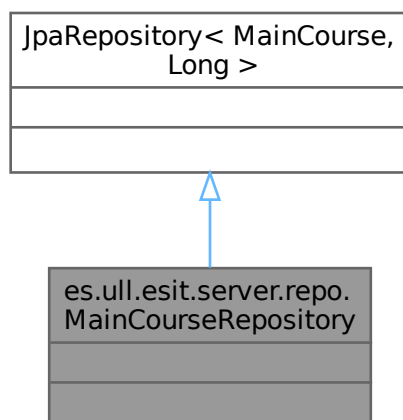 JpaRepository< MainCourse,
Long >
es.ull.esit.server.repo.
MainCourseRepository